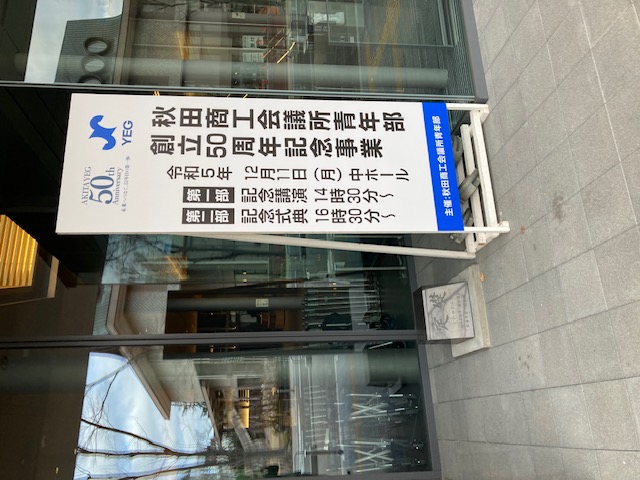 AKITA YEG
50th
Anniversary
YEG
秋田商工会議所青年部
創立50周年記念事業
令和5年 12月11日(月)中ホール
第一部 記念講演 14時30分～
第二部 記念式典 16時30分～
主催:秋田商工会議所青年部